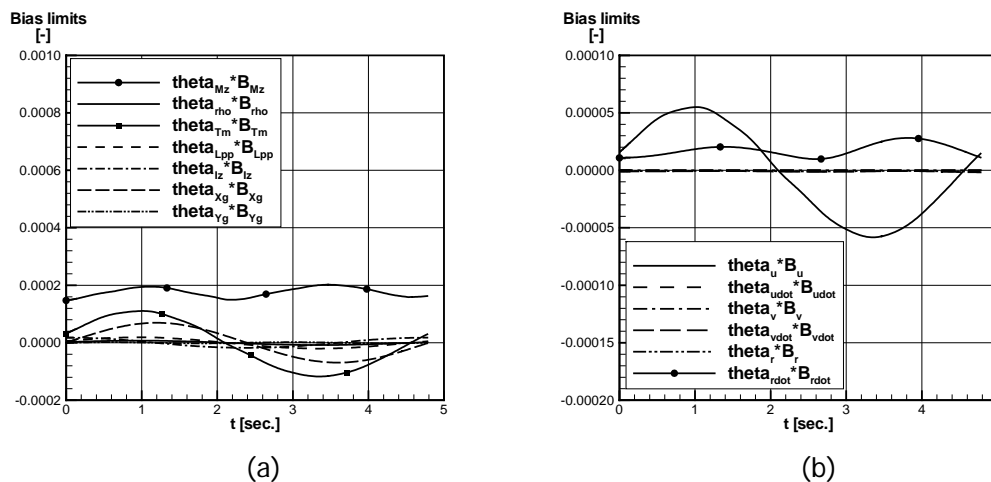 Bias limits
[-]
0.0010
0.0008
0.0006
0.0004
0.0002
0.0000
-0.0002
0
1
2
3
4
5
t [sec.]
theta_Mz*B_Mz
theta_rho*B_rho
theta_Tm*B_Tm
theta_Lpp*B_Lpp
theta_Iz*B_Iz
theta_Xg*B_Xg
theta_Yg*B_Yg
(a)
Bias limits
[-]
0.00010
0.00005
0.00000
-0.00005
-0.00010
-0.00015
-0.00020
0
1
2
3
4
t [sec.]
theta_u*B_u
theta_udot*B_udot
theta_v*B_v
theta_vdot*B_vdot
theta_r*B_r
theta_rdot*B_rdot
(b)